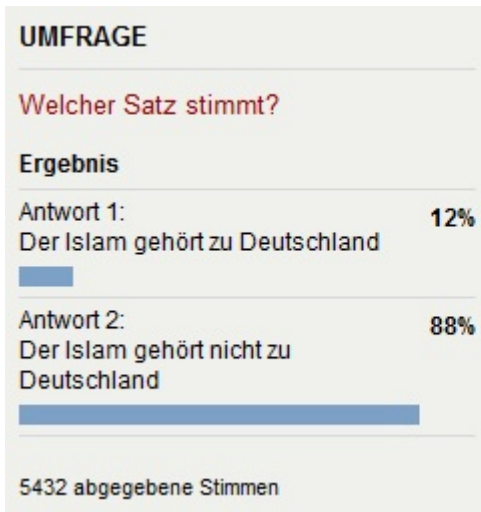 UMFRAGE
Welcher Satz stimmt?
Ergebnis
Antwort 1:
12%
Der Islam gehört zu Deutschland
Antwort 2:
88%
Der Islam gehört nicht zu
Deutschland
5432 abgegebene Stimmen